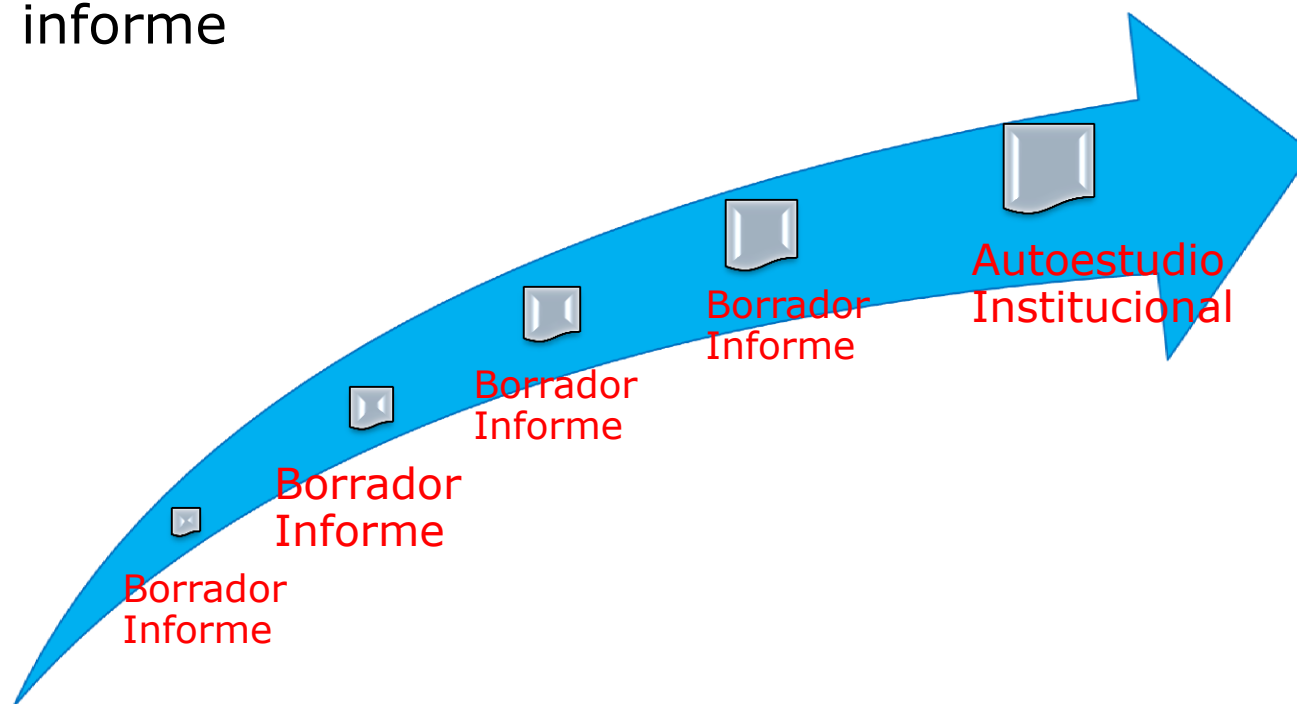 informe
Borrador
Informe
Borrador
Informe
Borrador
Informe
Borrador
Informe
Autoestudio
Institucional